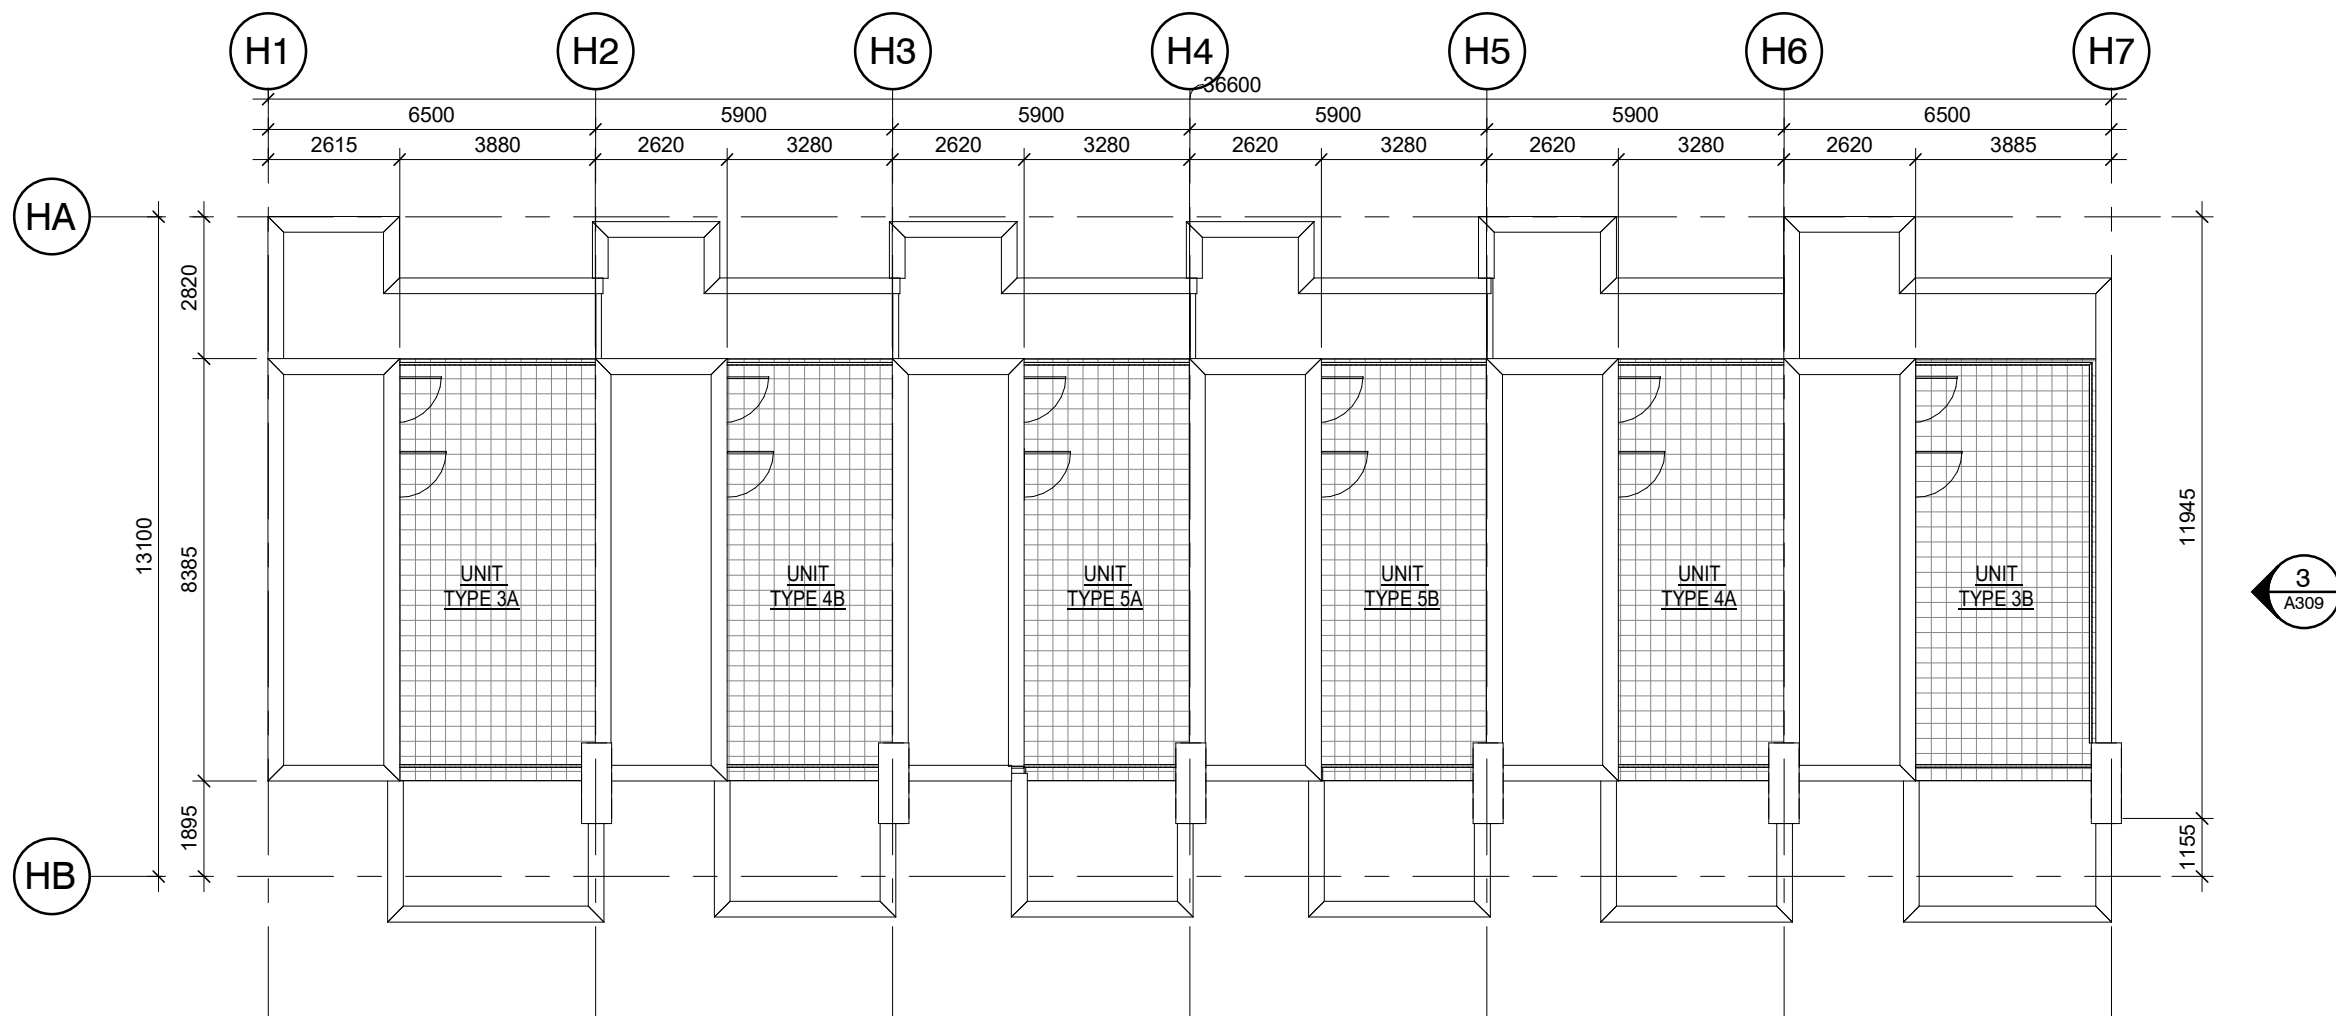 H1 H2 H3 H4 H5 H6 H7
36600
6500 5900 5900 5900 5900 6500
2615 3880 2620 3280 2620 3280 2620 3280 2620 3280 2620 3885
HA
2820
13100
8385
1895
HB
11945
1155
UNIT
TYPE 3A
UNIT
TYPE 4B
UNIT
TYPE 5A
UNIT
TYPE 5B
UNIT
TYPE 4A
UNIT
TYPE 3B
3
A309